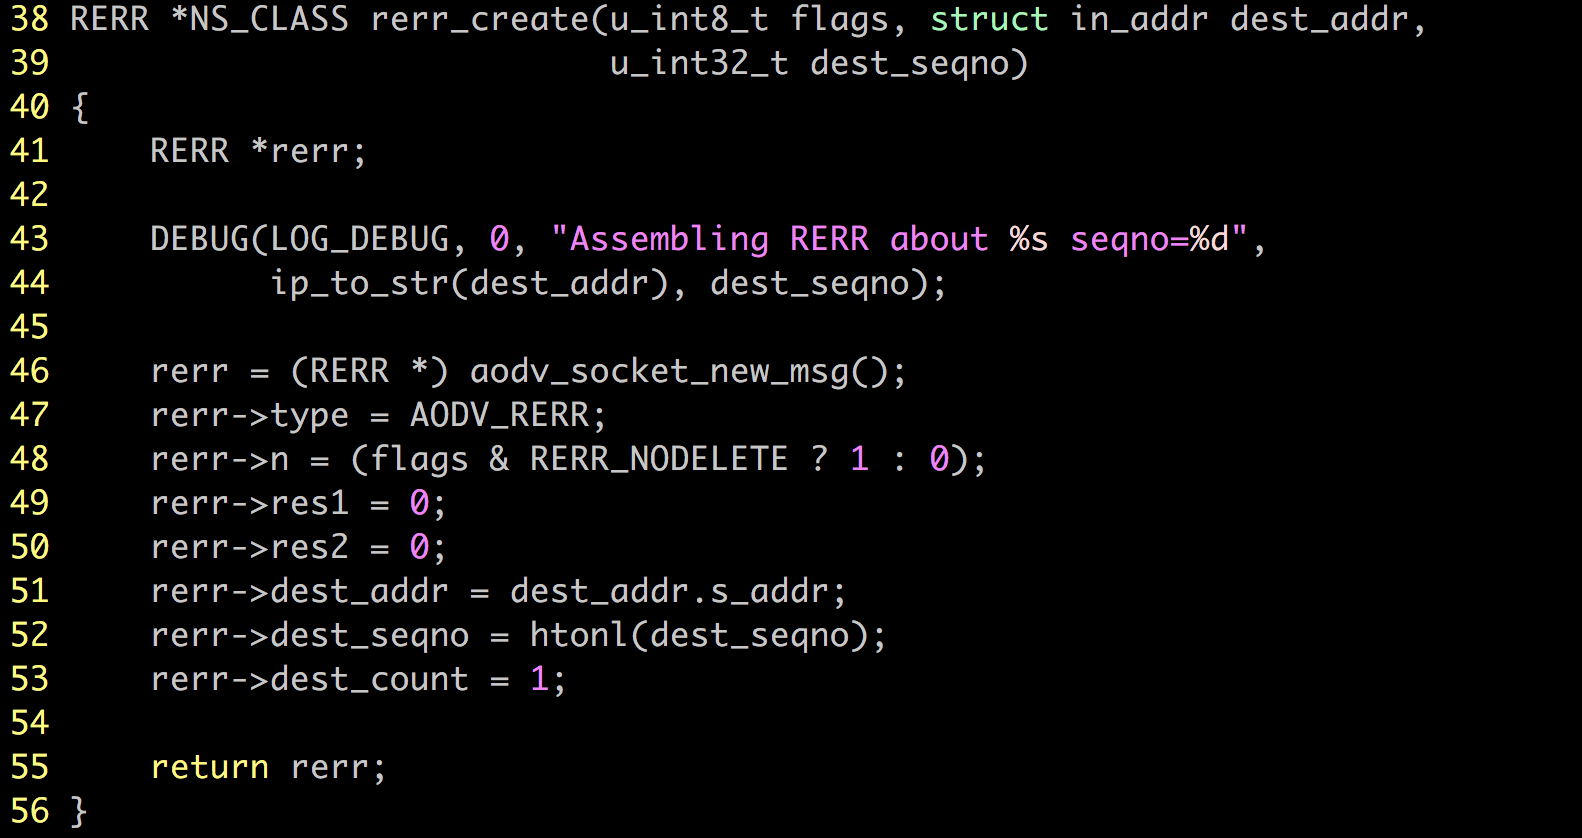 38 RERR *NS_CLASS rerr_create(u_int8_t flags, struct in_addr dest_addr,
39                            u_int32_t dest_seqno)
40 {
41     RERR *rerr;
42
43     DEBUG(LOG_DEBUG, 0, "Assembling RERR about %s seqno=%d",
44           ip_to_str(dest_addr), dest_seqno);
45
46     rerr = (RERR *) aodv_socket_new_msg();
47     rerr->type = AODV_RERR;
48     rerr->n = (flags & RERR_NODELETE ? 1 : 0);
49     rerr->res1 = 0;
50     rerr->res2 = 0;
51     rerr->dest_addr = dest_addr.s_addr;
52     rerr->dest_seqno = htonl(dest_seqno);
53     rerr->dest_count = 1;
54
55     return rerr;
56 }